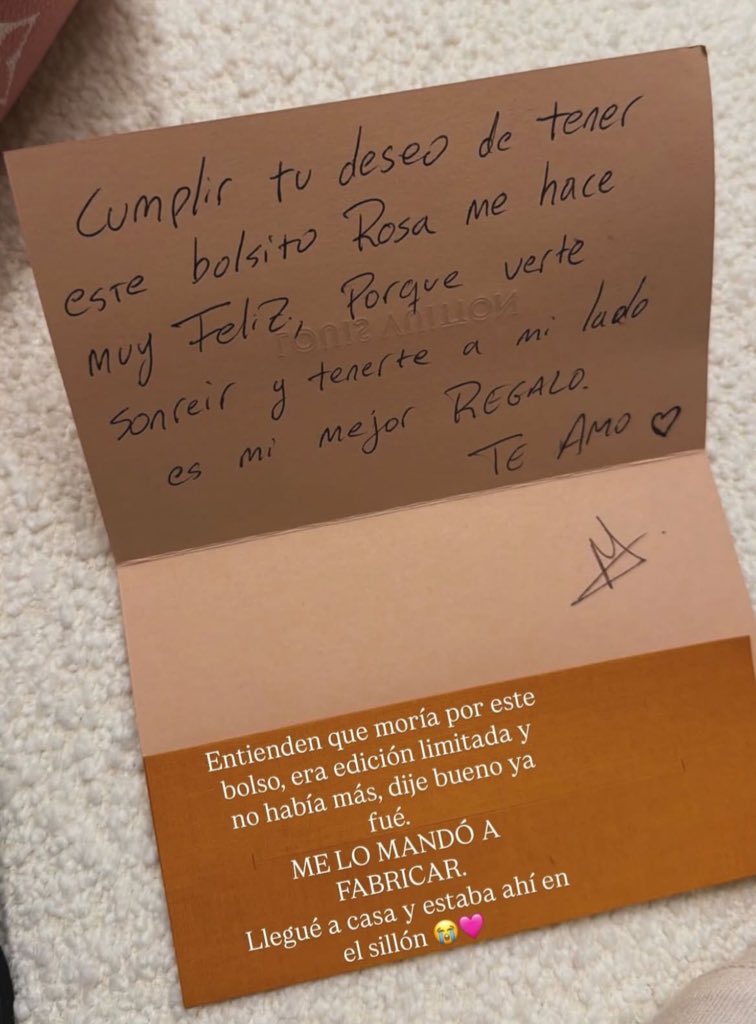 Cumplir tu deseo de tener
este bolsito Rosa me hace
muy Feliz, Porque verte
sonreir y tenerte a mi lado
es mi mejor REGALO.
TE AMO ♡
LOUIS VUITTON
M.
Entienden que moría por este
bolso, era edición limitada y
no había más, dije bueno ya
fué.
ME LO MANDÓ A
FABRICAR.
Llegué a casa y estaba ahí en
el sillón 😭🩷